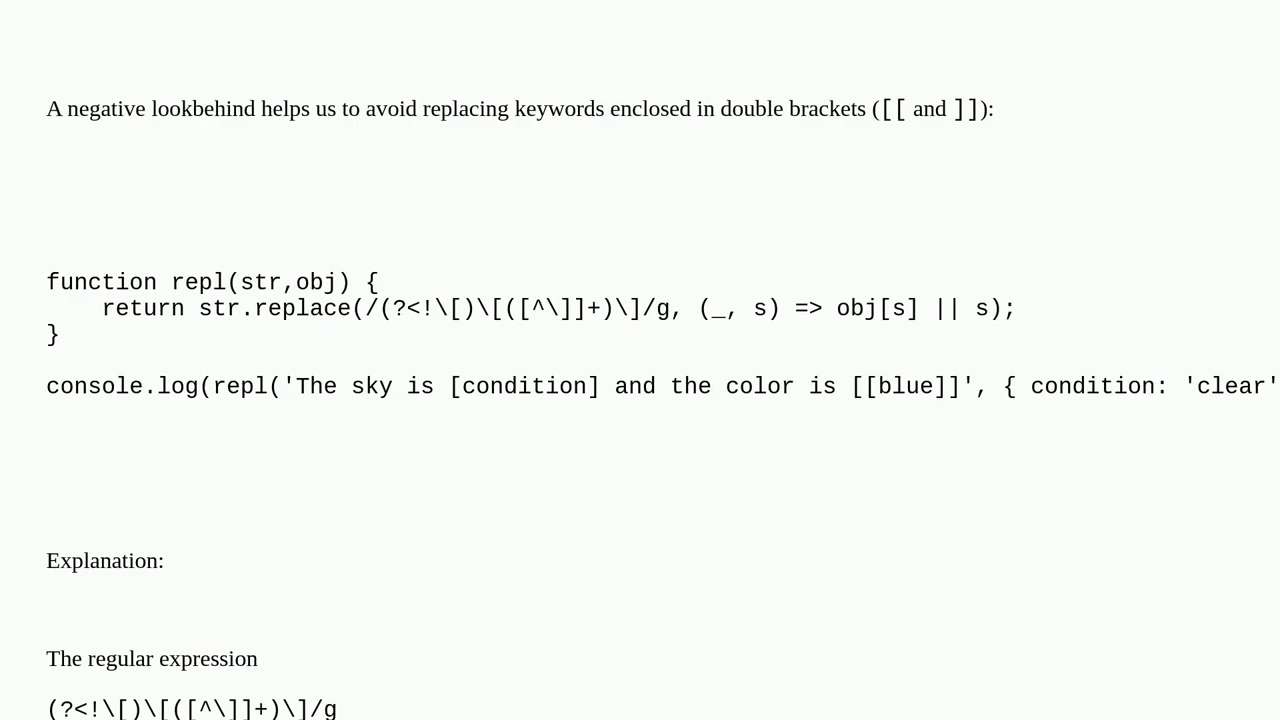 A negative lookbehind helps us to avoid replacing keywords enclosed in double brackets ([[ and ]]):
function repl(str,obj) {
    return str.replace(/(?<!\[)\[([^\]]+)\]/g, (_, s) => obj[s] || s);
}
console.log(repl('The sky is [condition] and the color is [[blue]]', { condition: 'clear'
Explanation:
The regular expression
(?<!\[)\[([^\]]+)\]/g